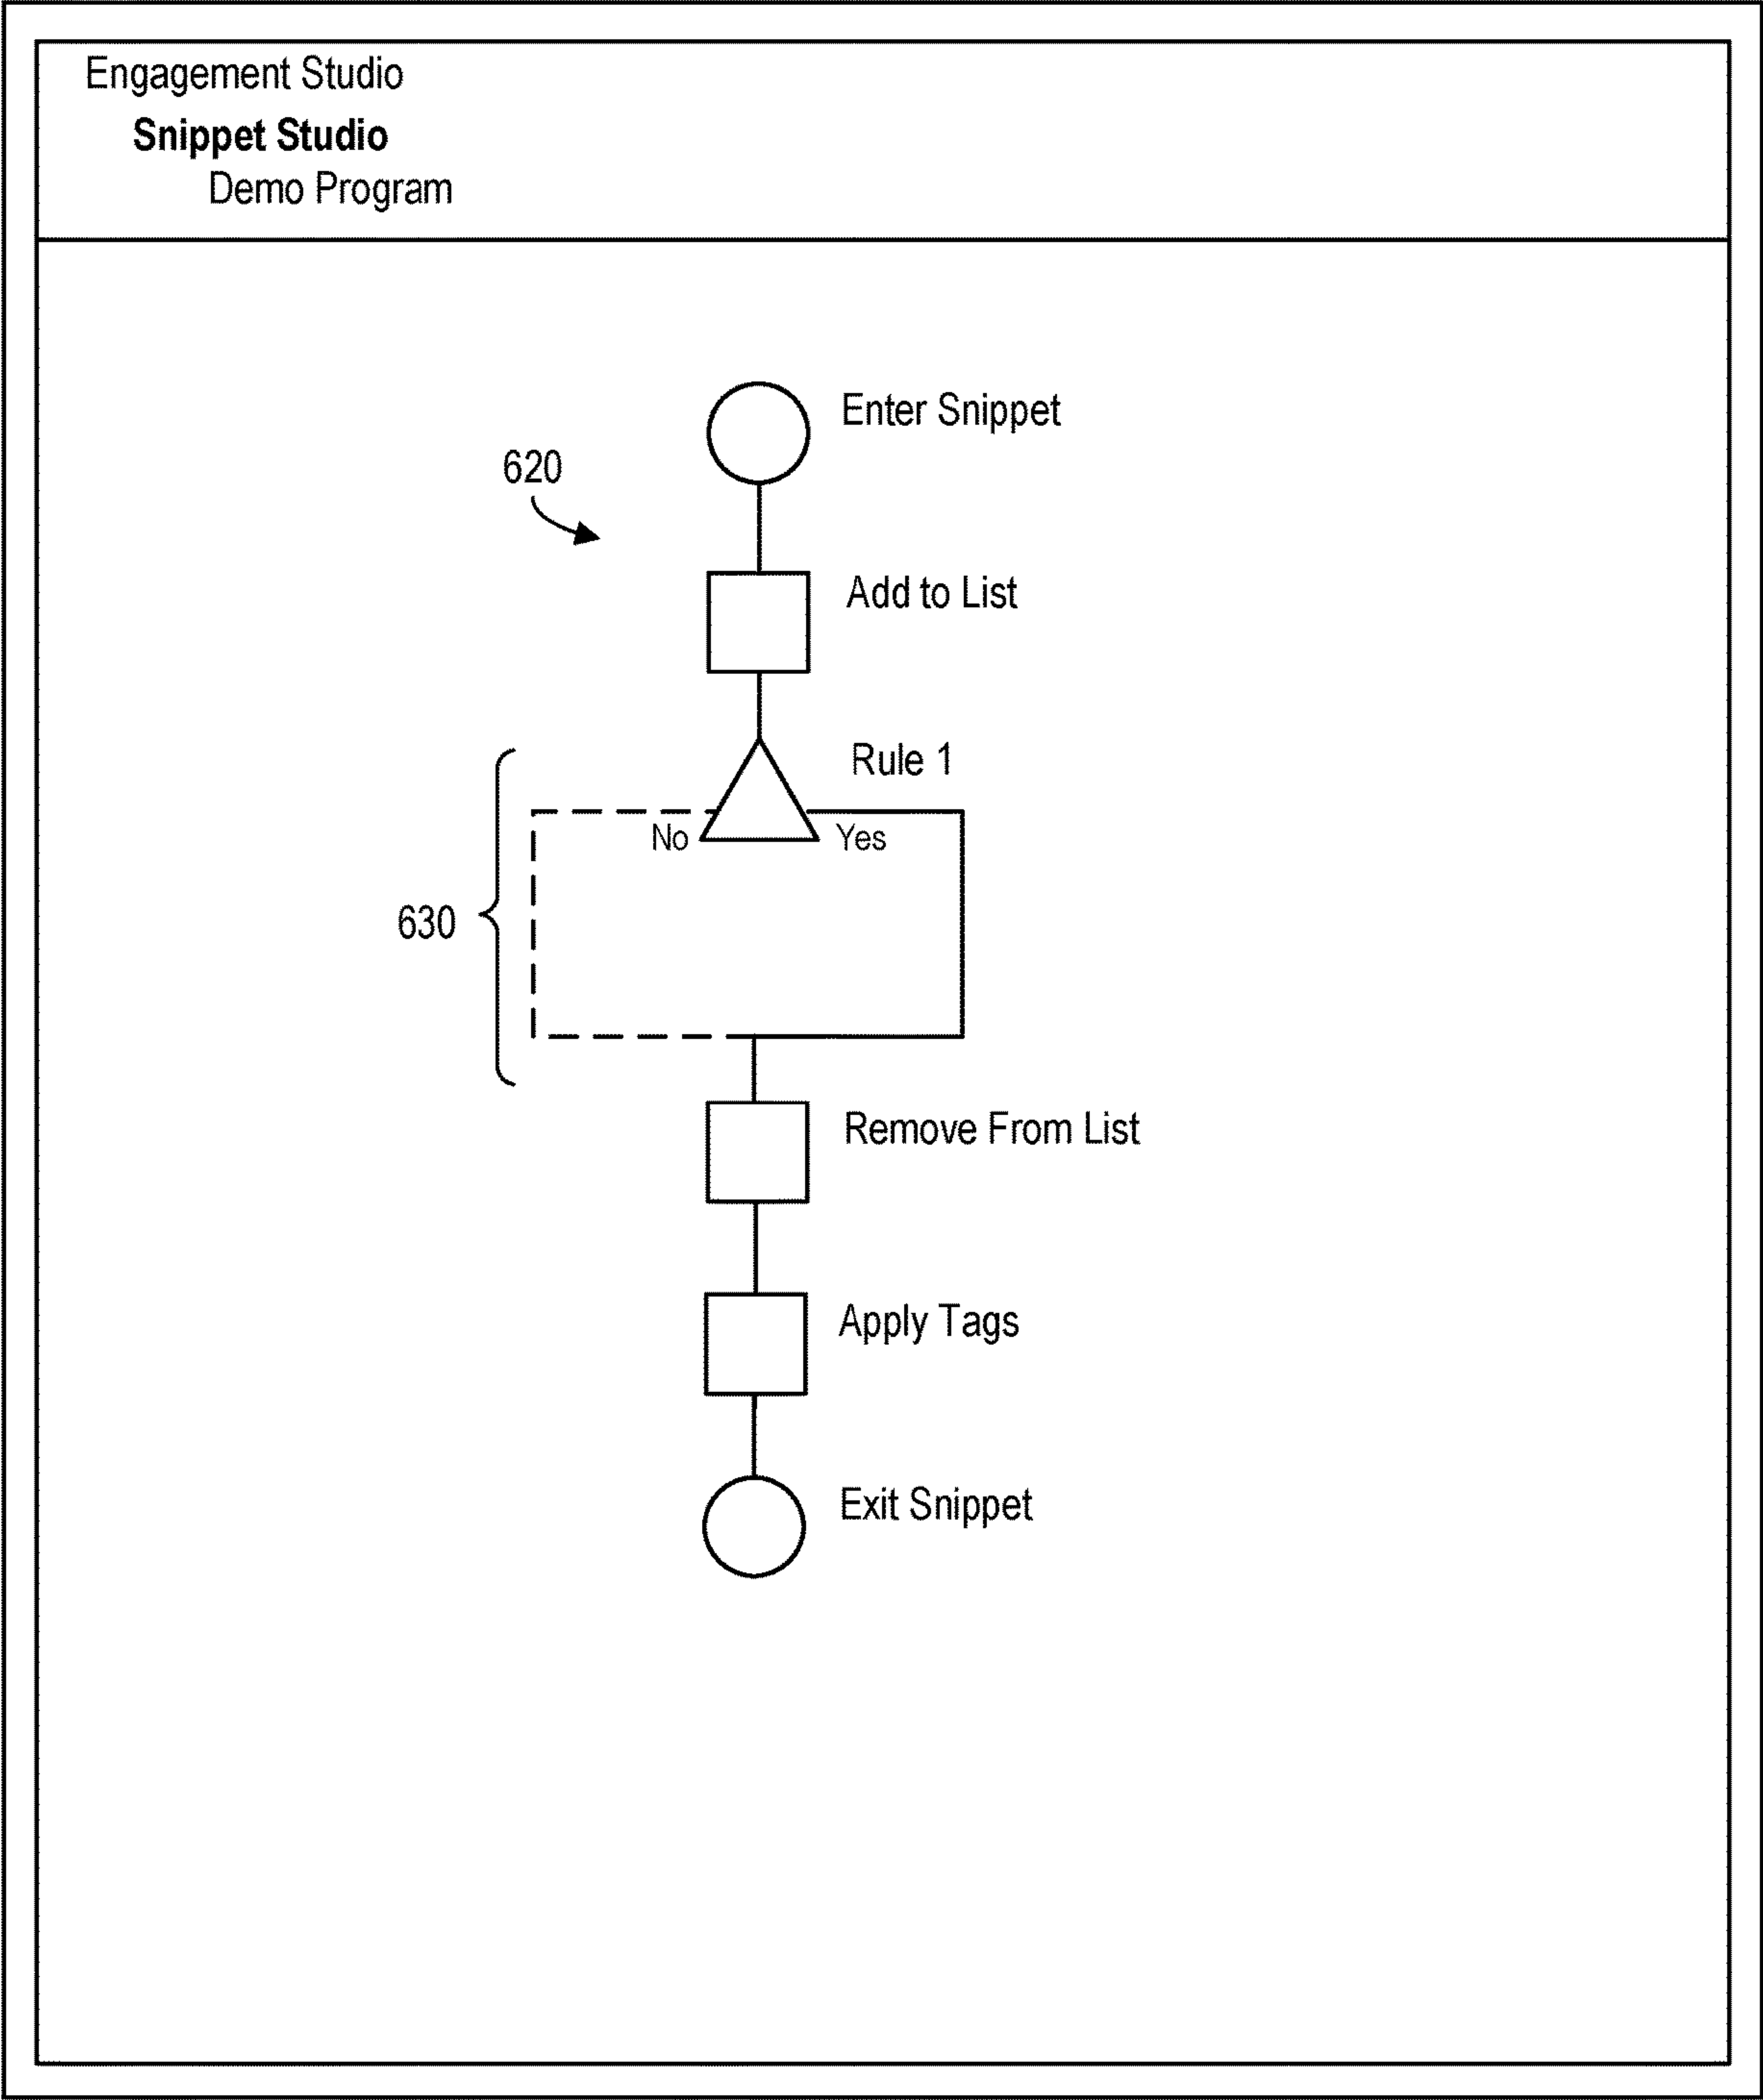 Engagement Studio
Snippet Studio
Demo Program
Enter Snippet
620
Add to List
Rule 1
No
Yes
630
Remove From List
Apply Tags
Exit Snippet